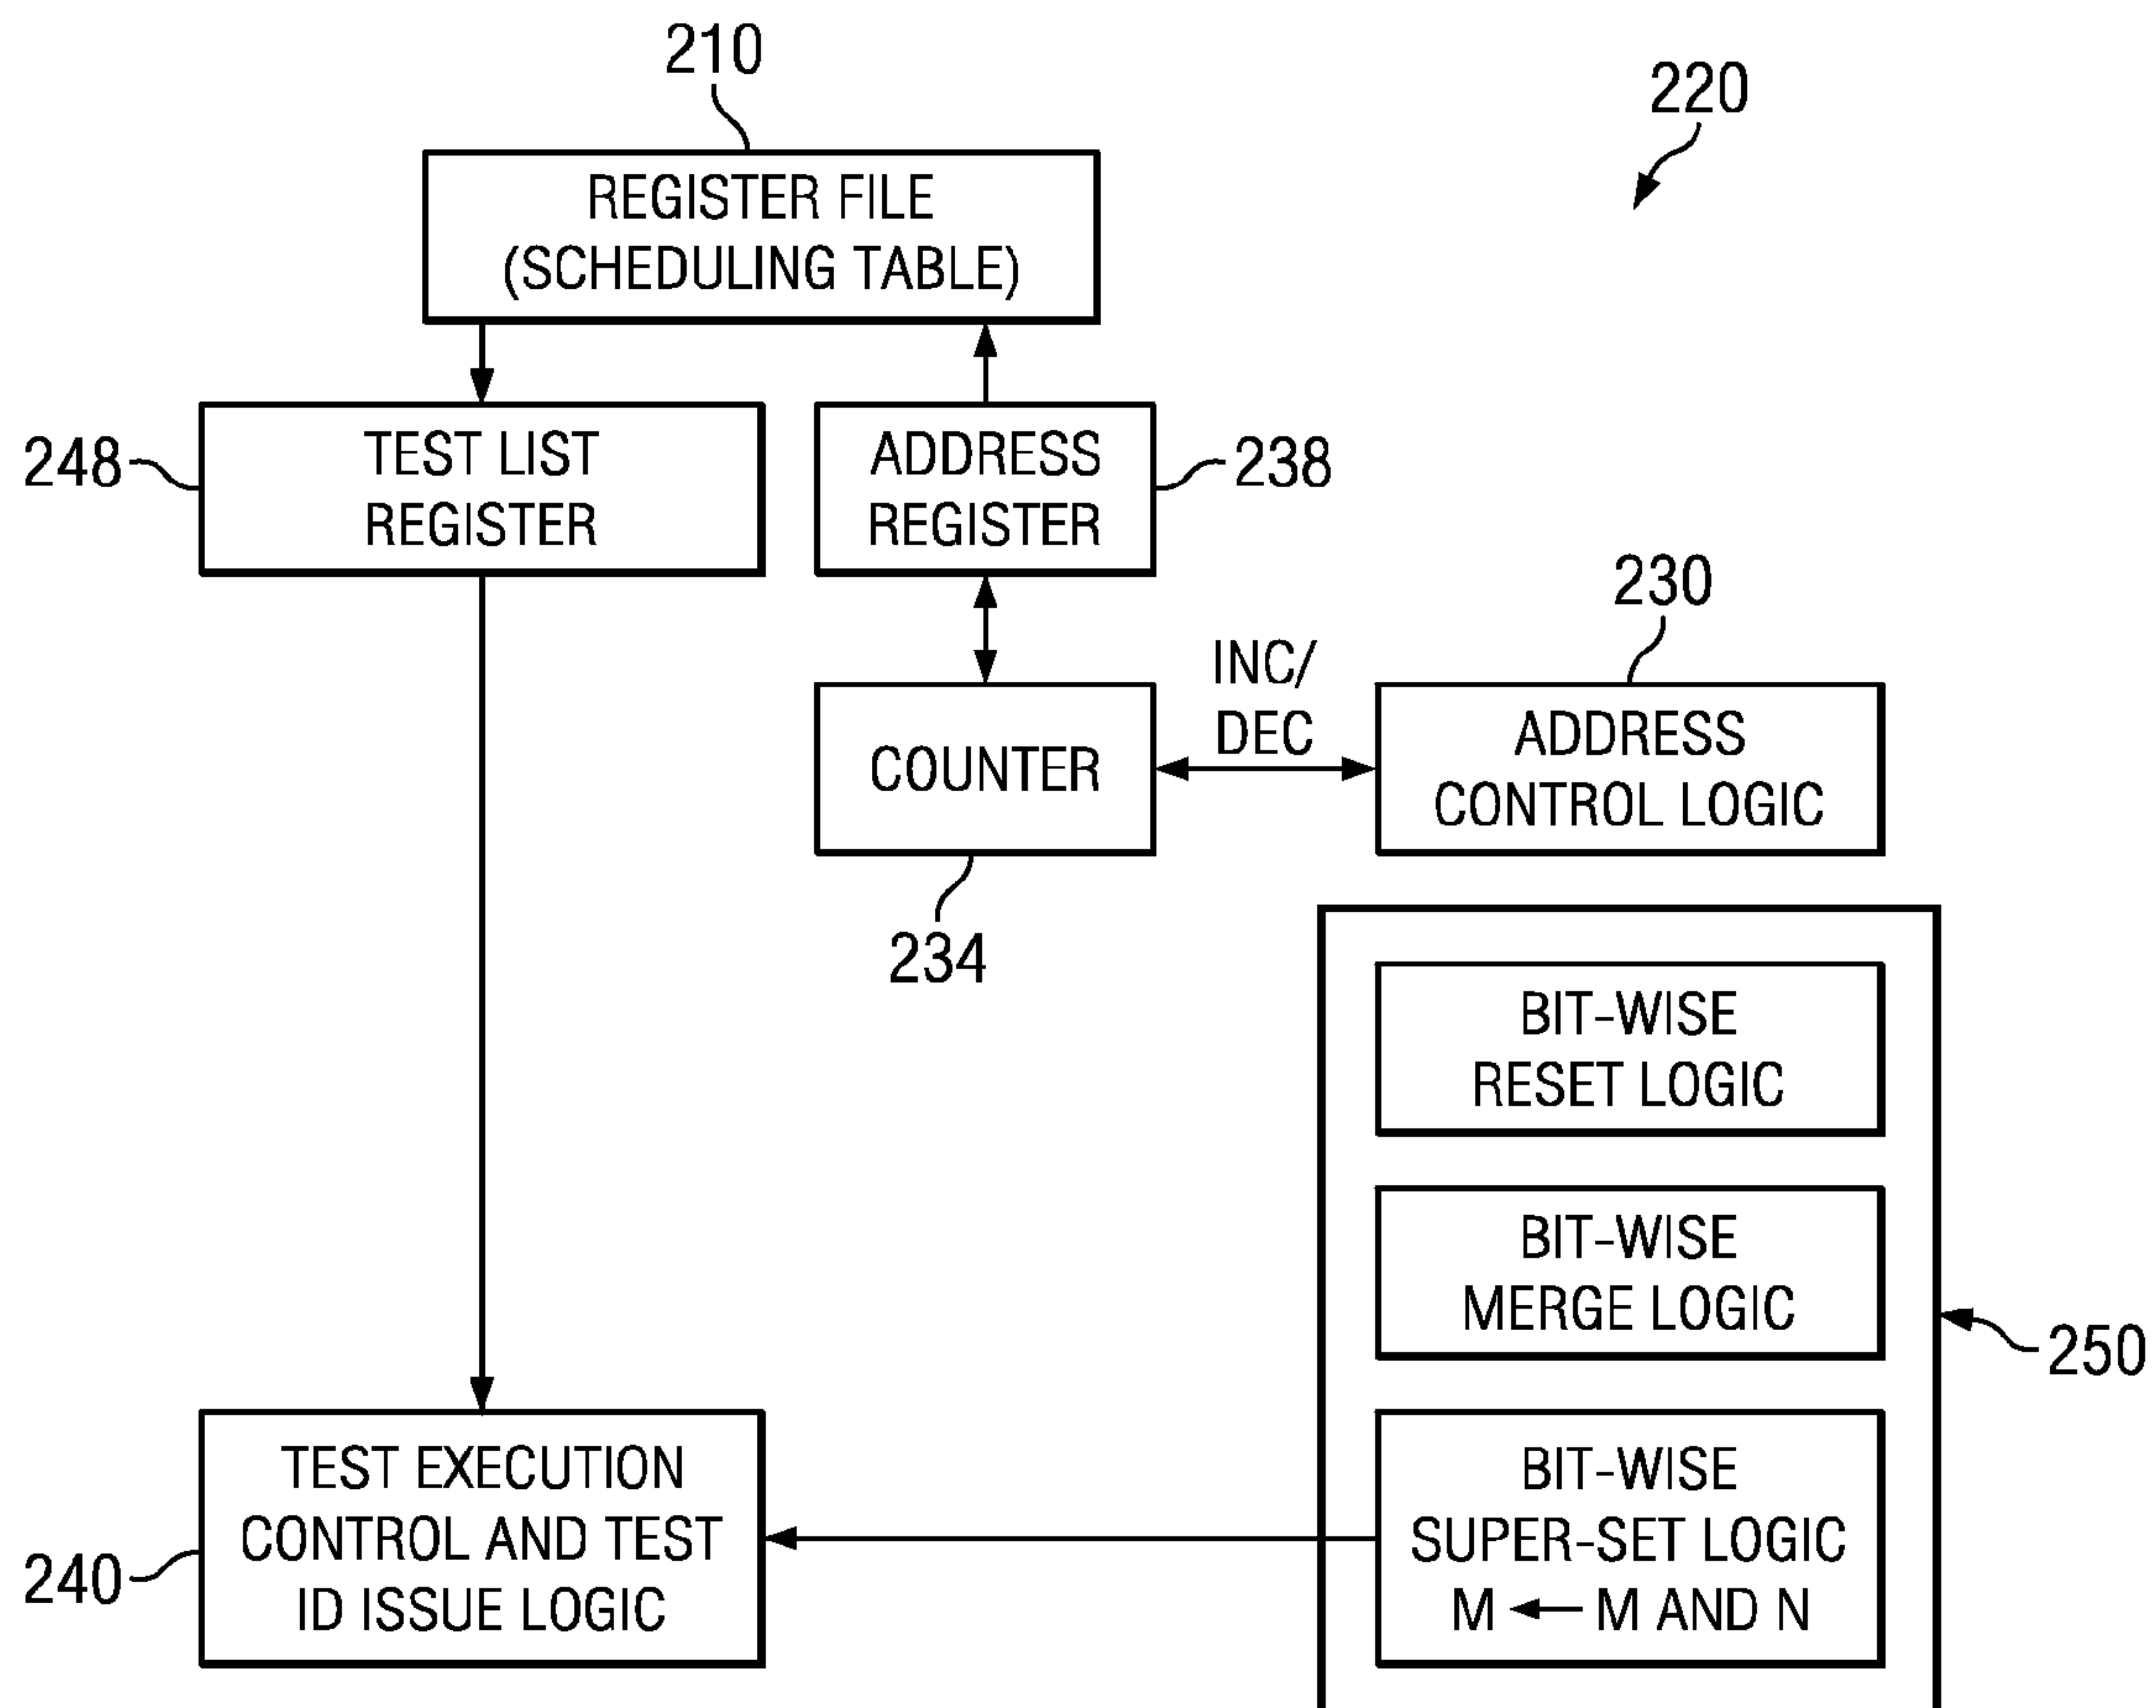 210
220
REGISTER FILE
(SCHEDULING TABLE)
248
TEST LIST
REGISTER
ADDRESS
REGISTER
238
230
INC/
DEC
COUNTER
ADDRESS
CONTROL LOGIC
234
BIT-WISE
RESET LOGIC
BIT-WISE
MERGE LOGIC
250
240
TEST EXECUTION
CONTROL AND TEST
ID ISSUE LOGIC
BIT-WISE
SUPER-SET LOGIC
M ← M AND N